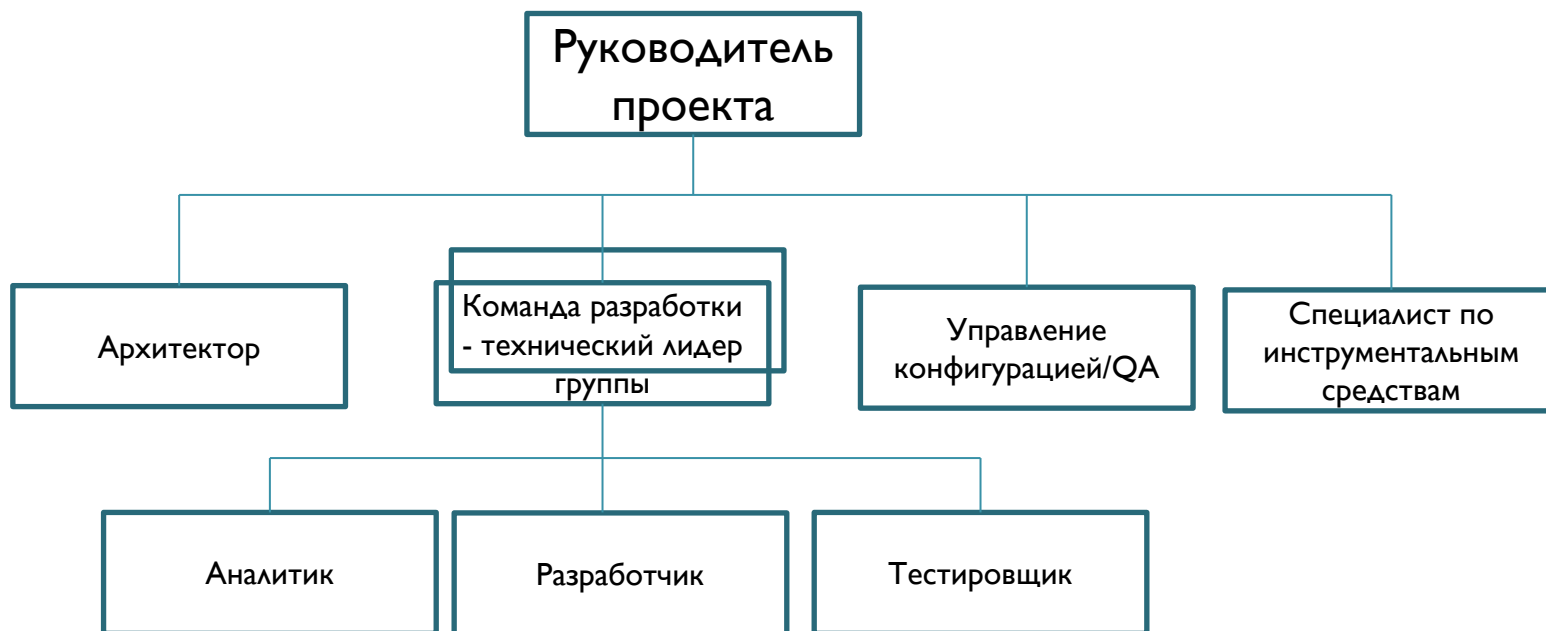 Руководитель
проекта
Архитектор
Команда разработки
- технический лидер
группы
Управление
конфигурацией/QA
Специалист по
инструментальным
средствам
Аналитик
Разработчик
Тестировщик